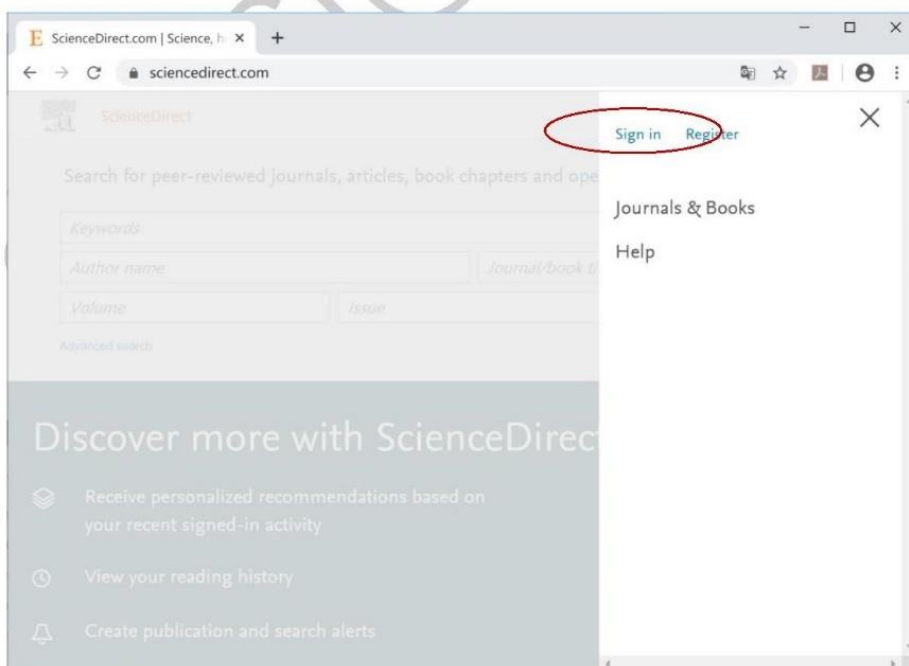 ScienceDirect.com | Science, h
sciencedirect.com
ScienceDirect
Sign in Register
Search for peer-reviewed journals, articles, book chapters and ope
Journals & Books
Keywords
Help
Author name
Journal/book ti
Volume
Issue
Advanced search
Discover more with ScienceDirec
Receive personalized recommendations based on
your recent signed-in activity
View your reading history
Create publication and search alerts